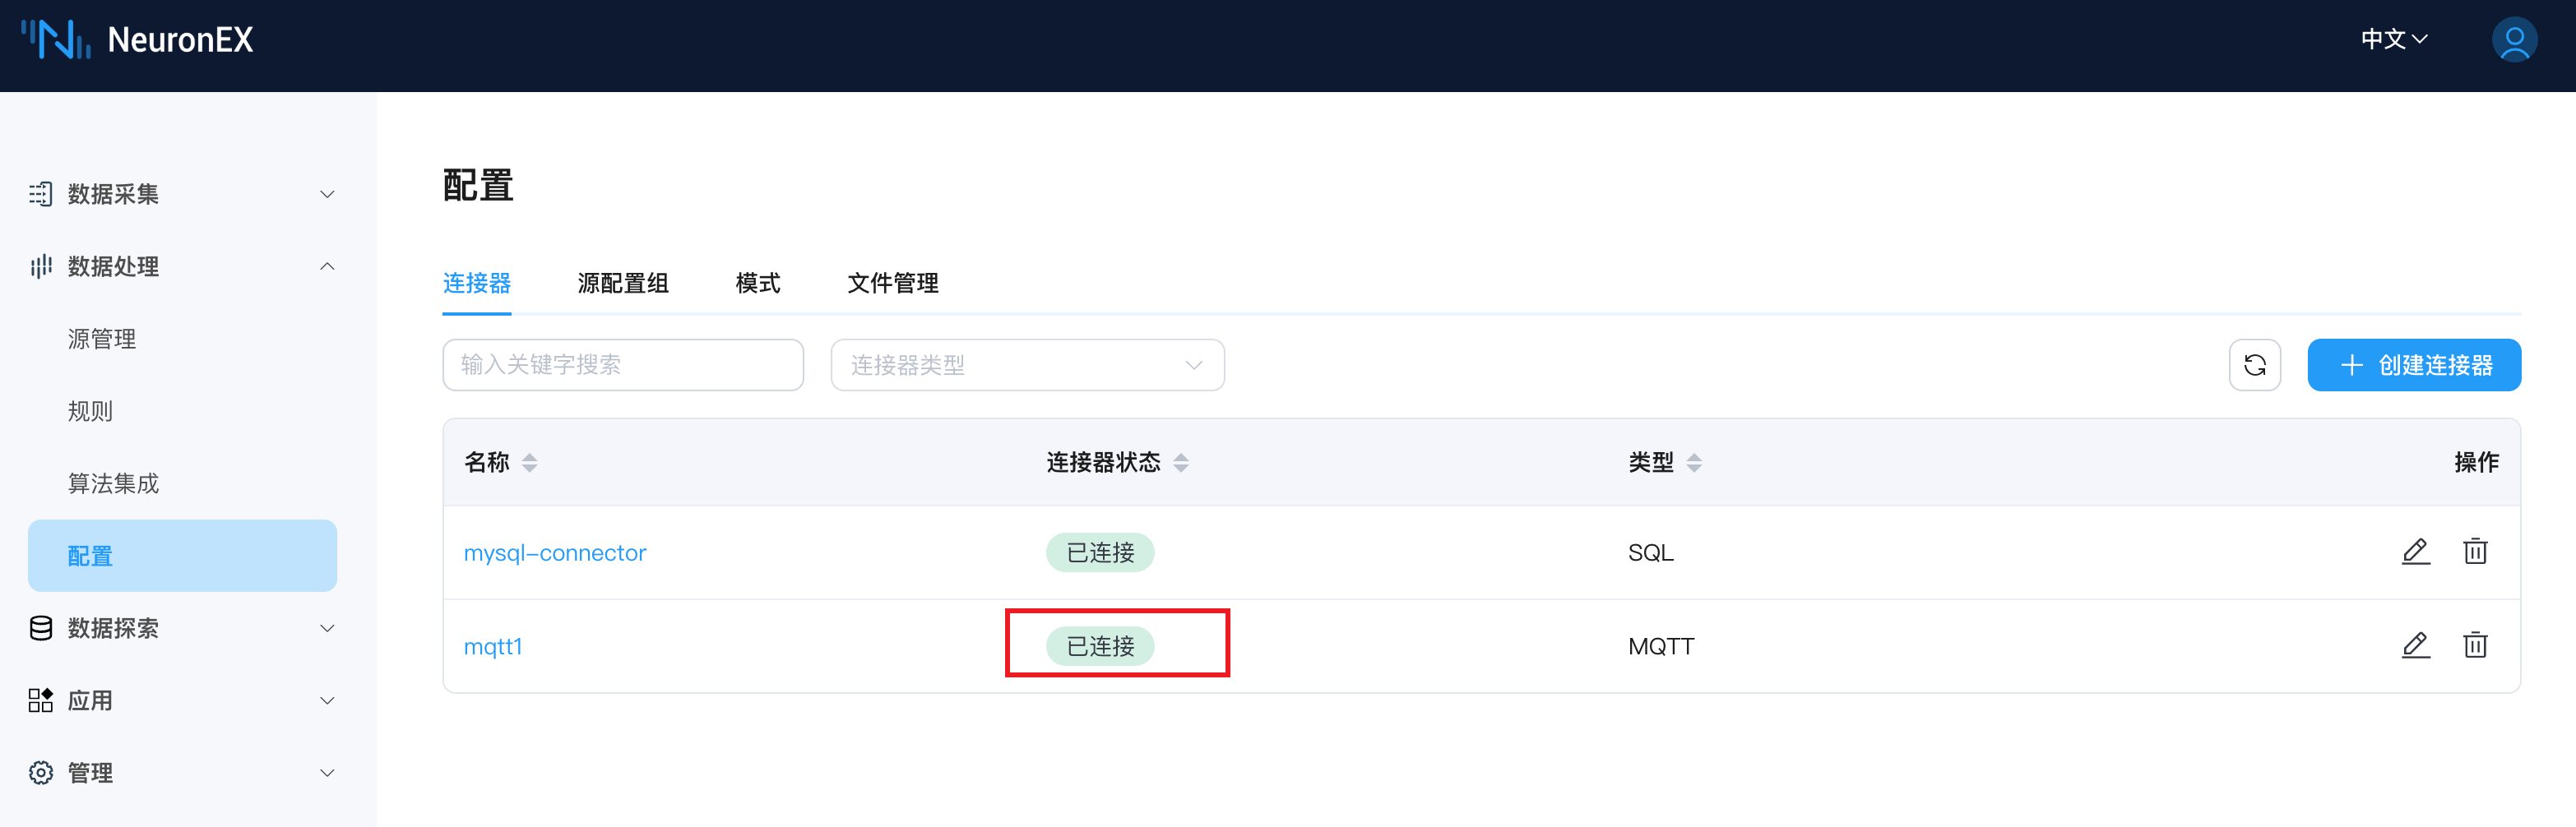 NeuronEX
中文
数据采集
数据处理
源管理
规则
算法集成
配置
数据探索
应用
管理
配置
连接器 源配置组 模式 文件管理
输入关键字搜索 连接器类型 创建连接器
名称 连接器状态 类型 操作
mysql-connector 已连接 SQL
mqtt1 已连接 MQTT